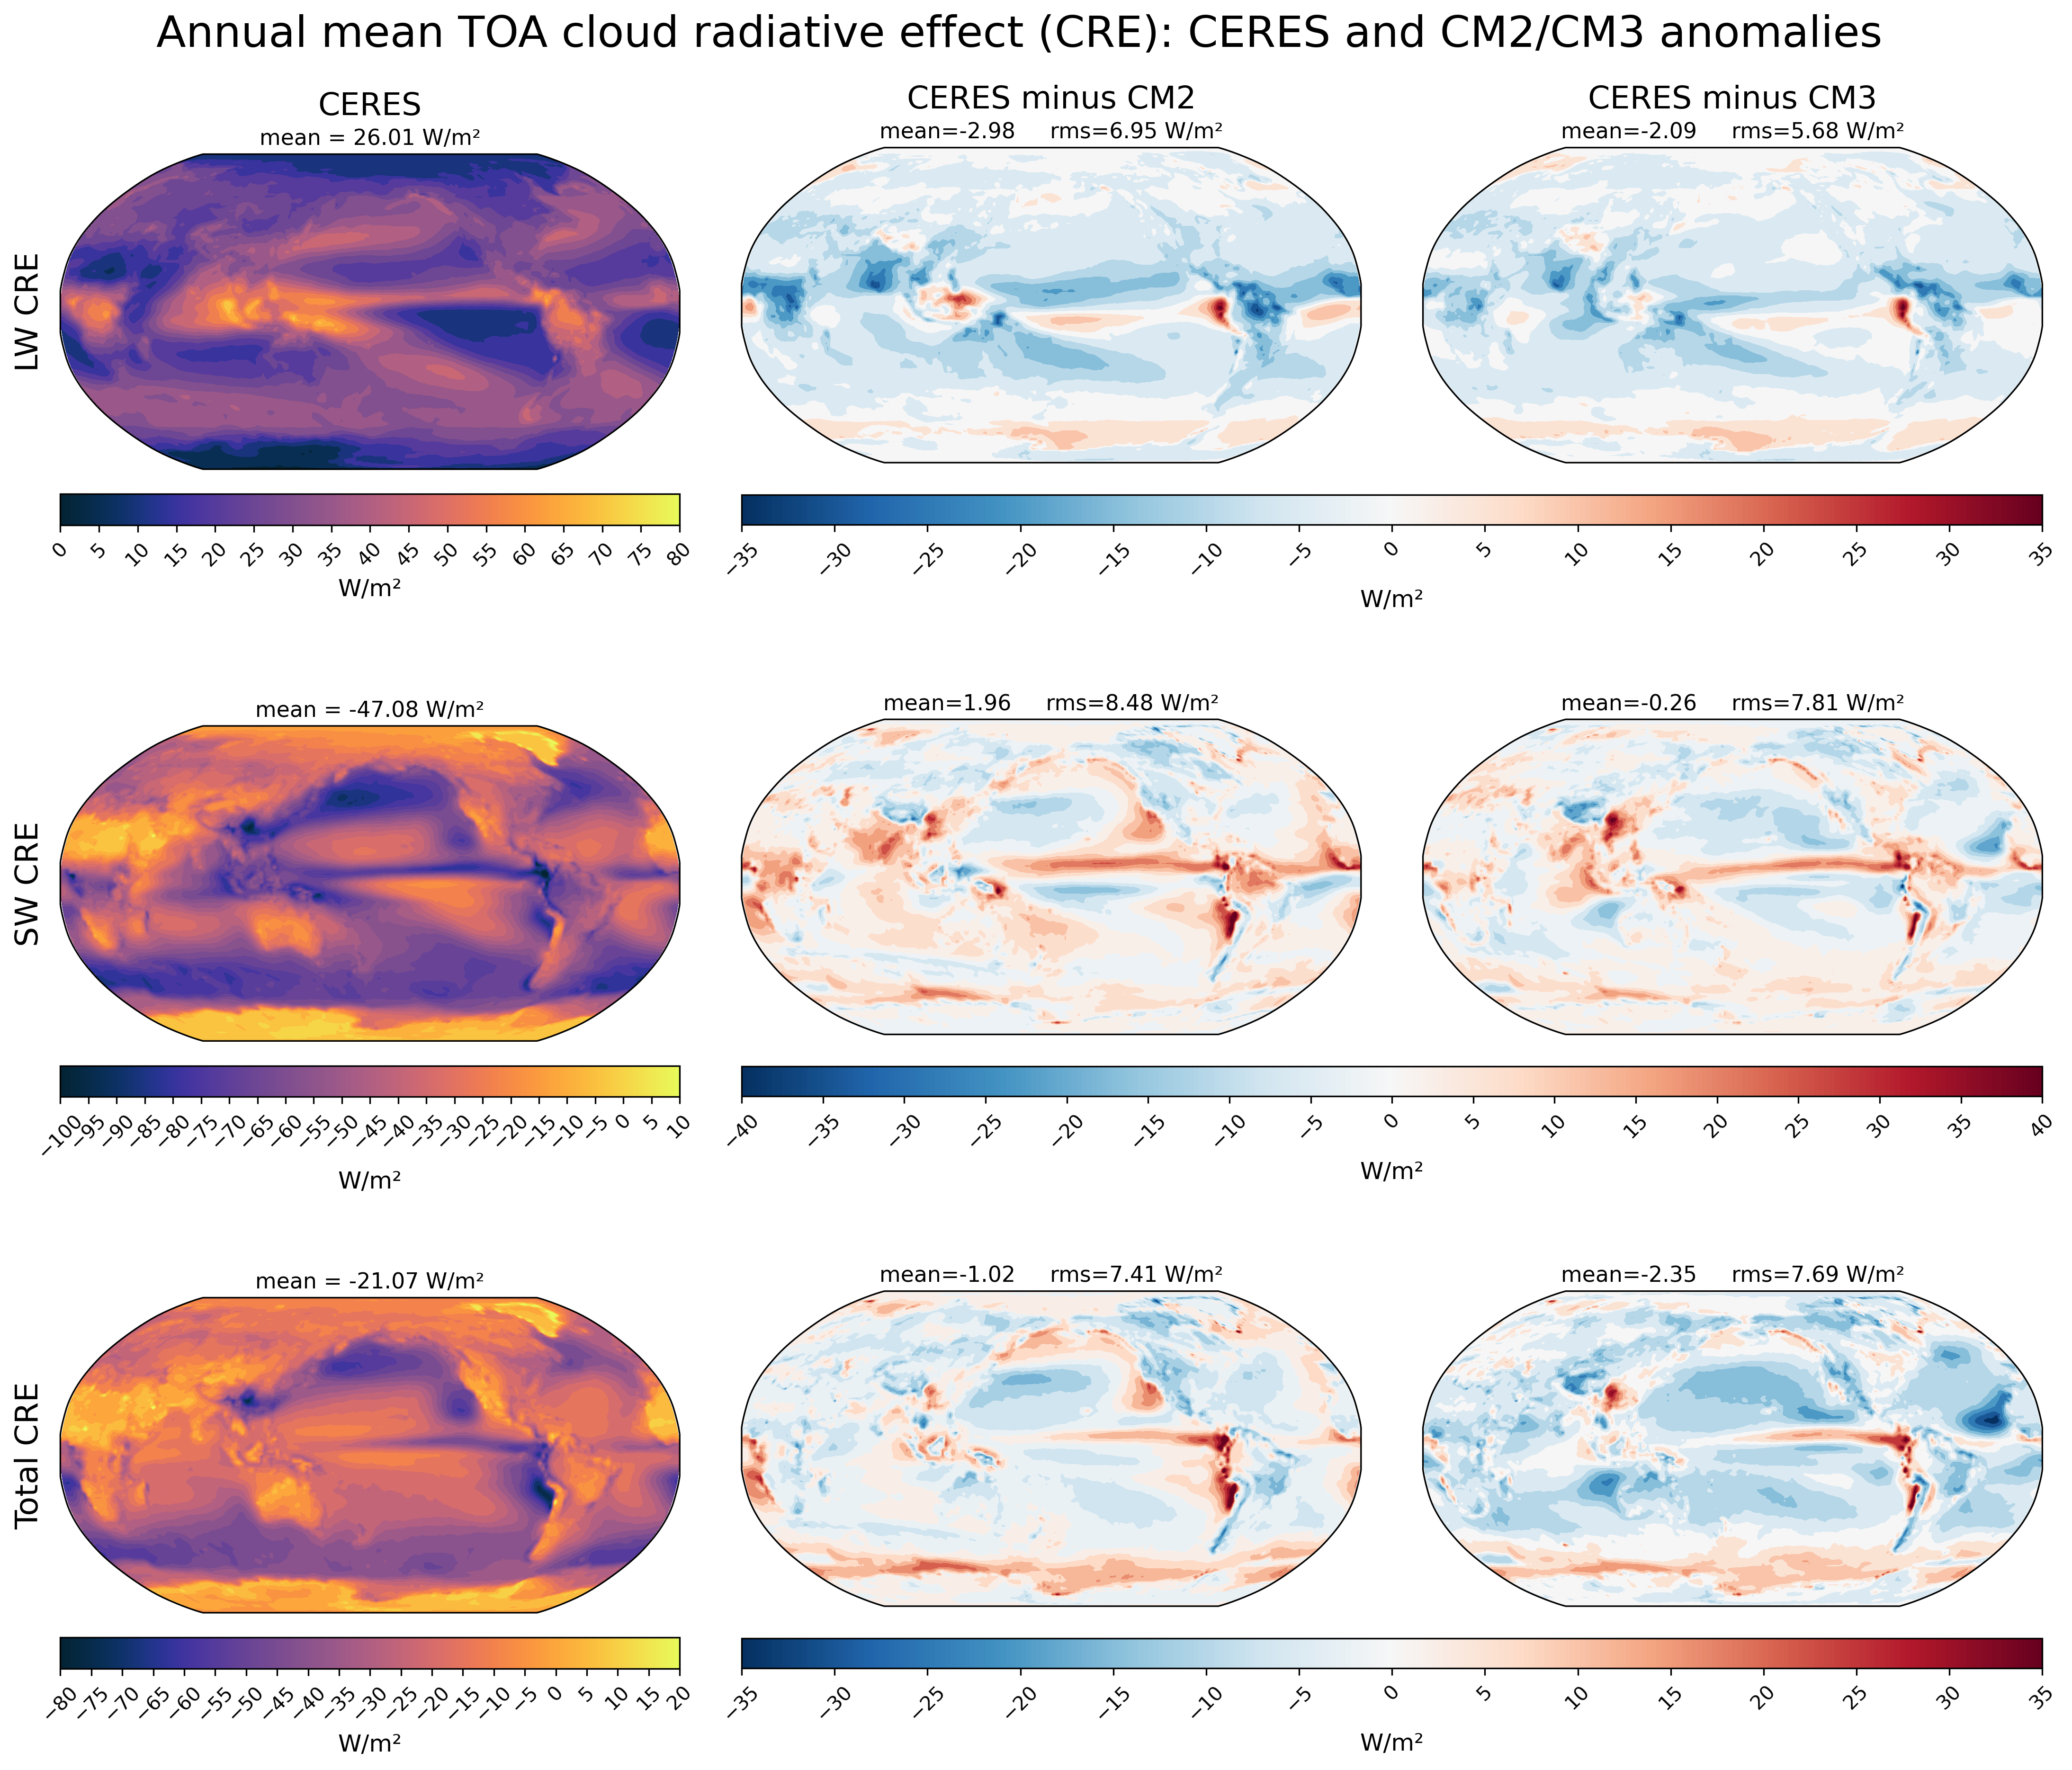 Annual mean TOA cloud radiative effect (CRE): CERES and CM2/CM3 anomalies
CERES
mean = 26.01 W/m²
CERES minus CM2
mean=-2.98 rms=6.95 W/m²
CERES minus CM3
mean=-2.09 rms=5.68 W/m²
LW CRE
0 5 10 15 20 25 30 35 40 45 50 55 60 65 70 75 80
W/m²
−35 −30 −25 −20 −15 −10 −5 0 5 10 15 20 25 30 35
W/m²
mean = -47.08 W/m²
mean=1.96 rms=8.48 W/m²
mean=-0.26 rms=7.81 W/m²
SW CRE
−100 −95 −90 −85 −80 −75 −70 −65 −60 −55 −50 −45 −40 −35 −30 −25 −20 −15 −10 −5 0 5 10
W/m²
−40 −35 −30 −25 −20 −15 −10 −5 0 5 10 15 20 25 30 35 40
W/m²
mean = -21.07 W/m²
mean=-1.02 rms=7.41 W/m²
mean=-2.35 rms=7.69 W/m²
Total CRE
−80 −75 −70 −65 −60 −55 −50 −45 −40 −35 −30 −25 −20 −15 −10 −5 0 5 10 15 20
W/m²
−35 −30 −25 −20 −15 −10 −5 0 5 10 15 20 25 30 35
W/m²